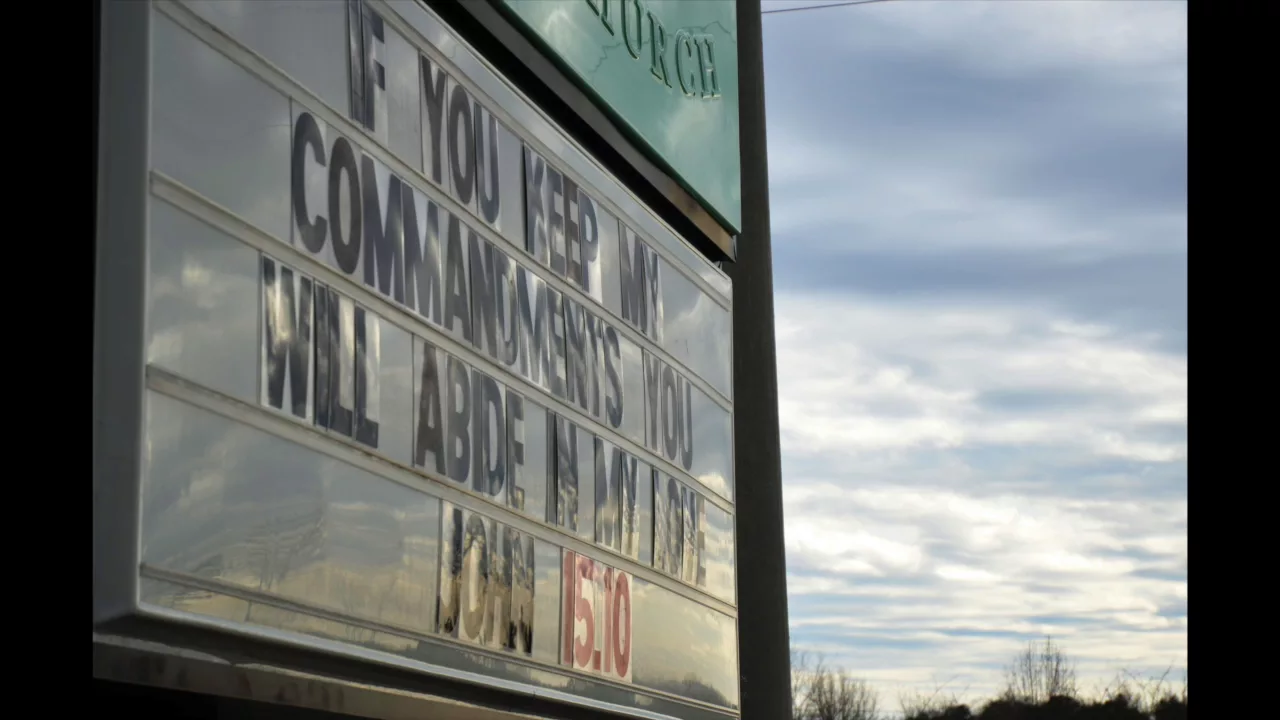 CHURCH
IF YOU KEEP MY
COMMANDMENTS YOU
WILL ABIDE IN MY LOVE
JOHN 15:10